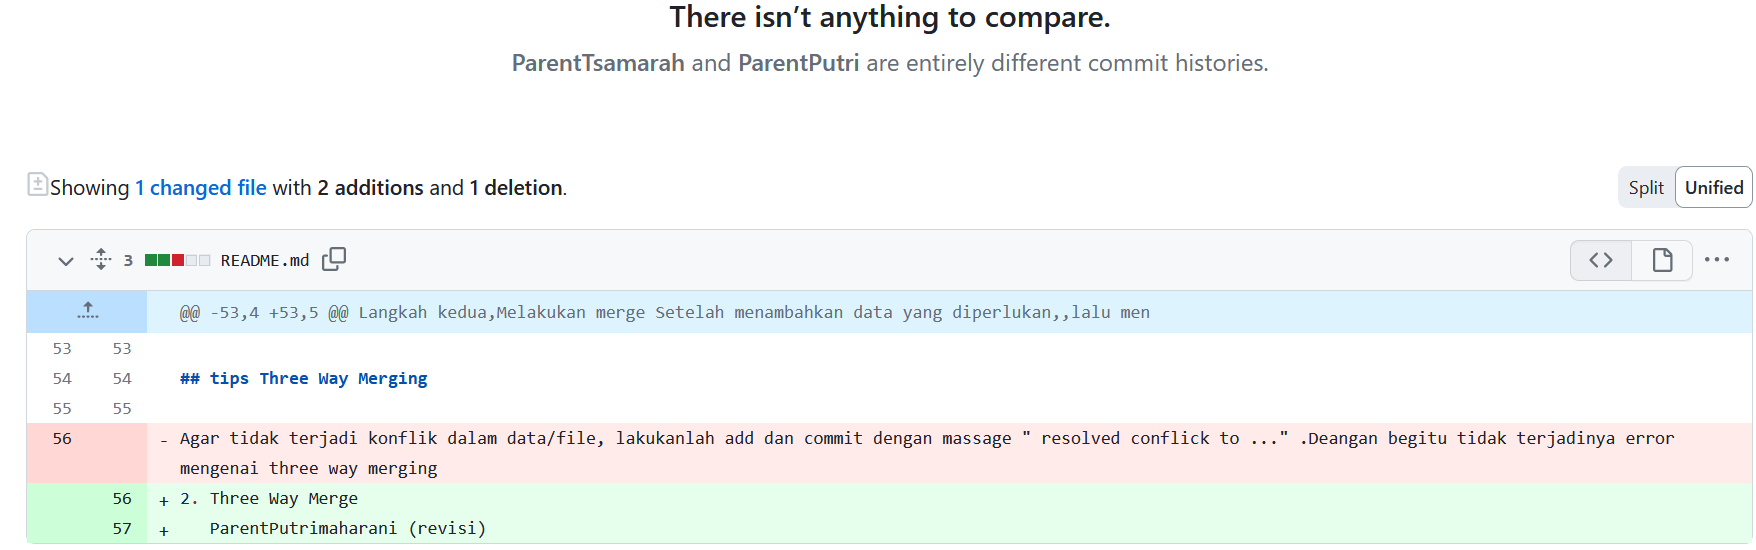 There isn’t anything to compare.
ParentTsamarah and ParentPutri are entirely different commit histories.
Showing 1 changed file with 2 additions and 1 deletion.
Split Unified
3 README.md
@@ -53,4 +53,5 @@ Langkah kedua,Melakukan merge Setelah menambahkan data yang diperlukan,,lalu men
53 53
54 54 ## tips Three Way Merging
55 55
56 - Agar tidak terjadi konflik dalam data/file, lakukanlah add dan commit dengan massage " resolved conflick to ..." .Deangan begitu tidak terjadinya error
mengenai three way merging
56 + 2. Three Way Merge
57 + ParentPutrimaharani (revisi)